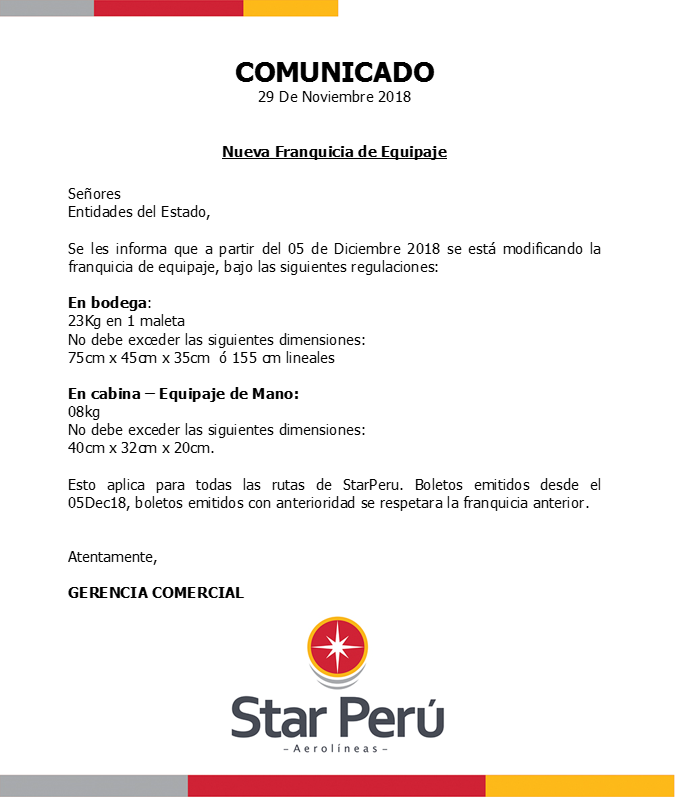 COMUNICADO
29 De Noviembre 2018
Nueva Franquicia de Equipaje
Señores
Entidades del Estado,
Se les informa que a partir del 05 de Diciembre 2018 se está modificando la
franquicia de equipaje, bajo las siguientes regulaciones:
En bodega:
23Kg en 1 maleta
No debe exceder las siguientes dimensiones:
75cm x 45cm x 35cm ó 155 cm lineales
En cabina – Equipaje de Mano:
08kg
No debe exceder las siguientes dimensiones:
40cm x 32cm x 20cm.
Esto aplica para todas las rutas de StarPeru. Boletos emitidos desde el
05Dec18, boletos emitidos con anterioridad se respetara la franquicia anterior.
Atentamente,
GERENCIA COMERCIAL
Star Perú
- Aerolíneas -